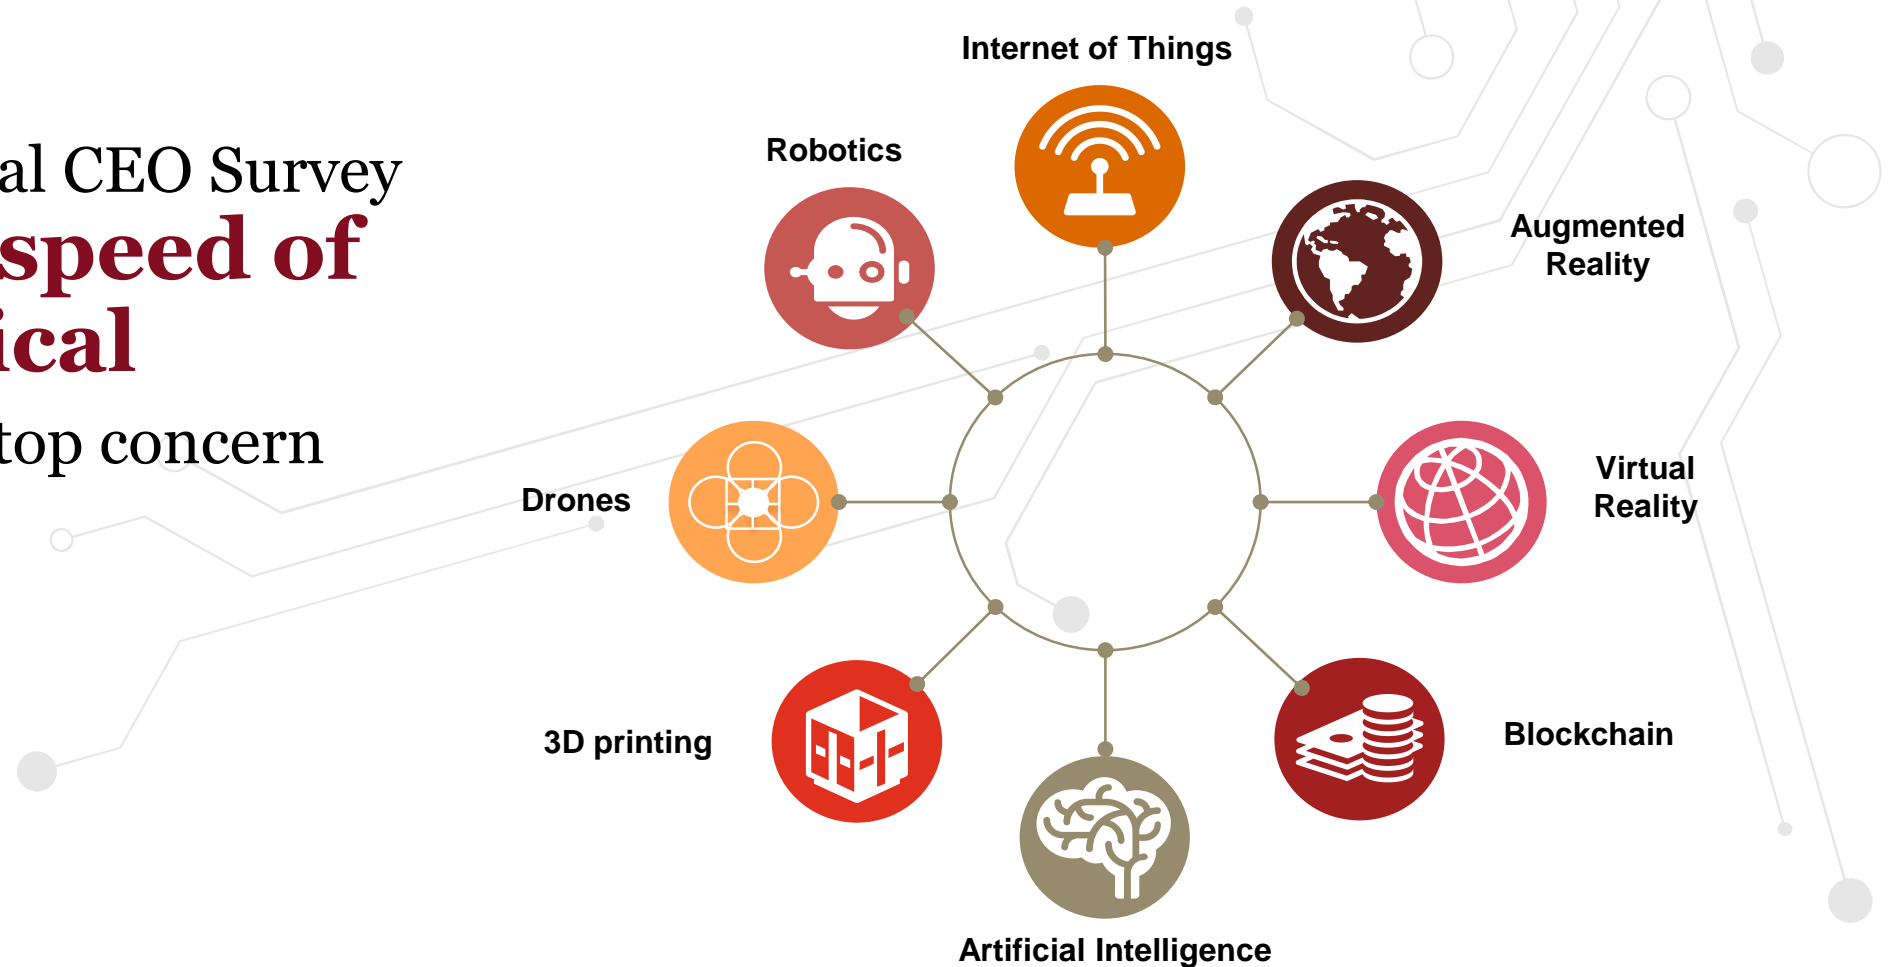 al CEO Survey
speed of
ical
top concern
Internet of Things
Robotics
Augmented
Reality
Virtual
Reality
Drones
3D printing
Blockchain
Artificial Intelligence